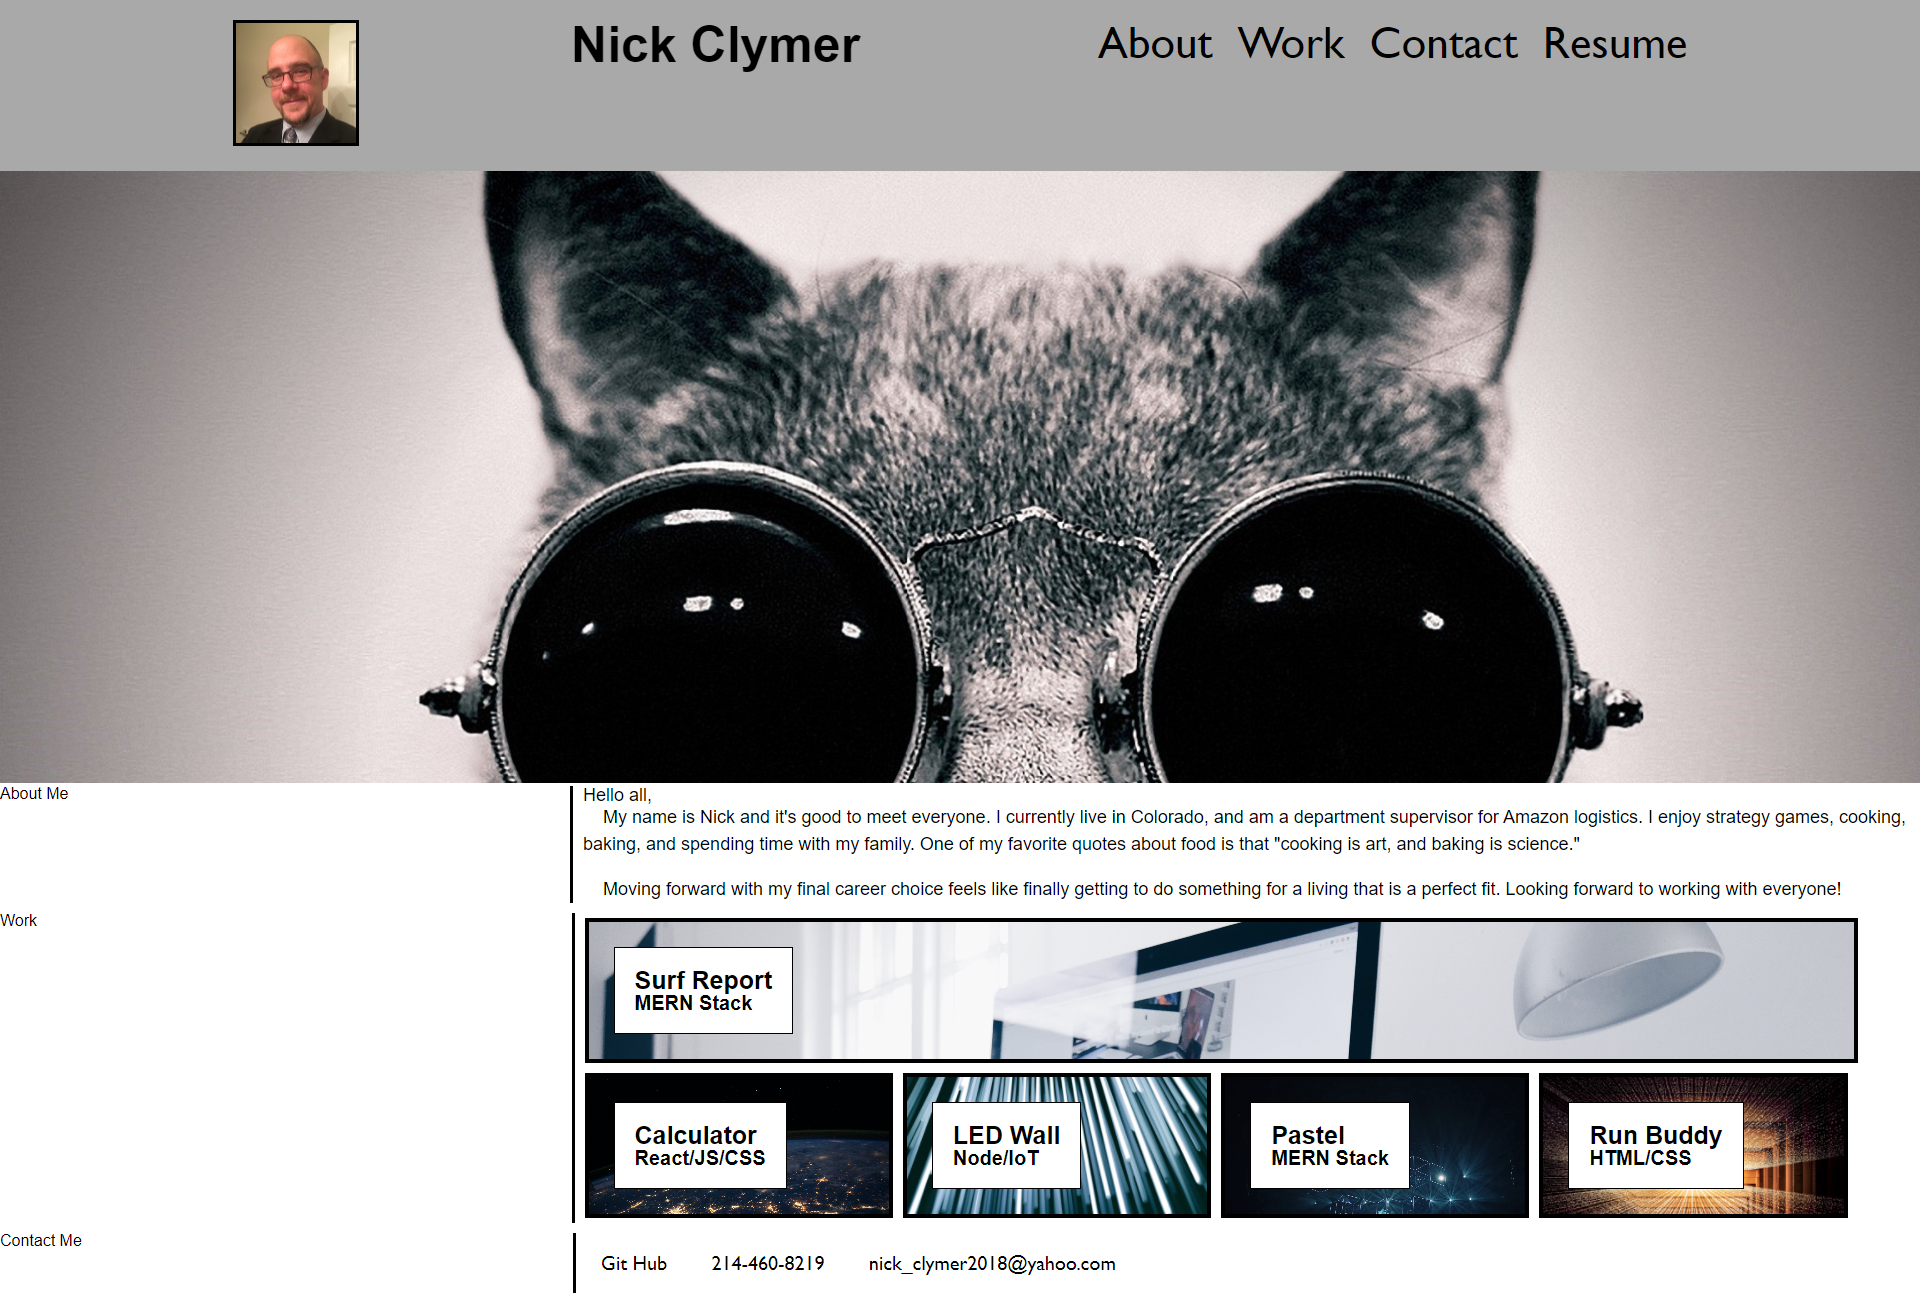 Nick Clymer
About Work Contact Resume
About Me
Hello all,
My name is Nick and it's good to meet everyone. I currently live in Colorado, and am a department supervisor for Amazon logistics. I enjoy strategy games, cooking,
baking, and spending time with my family. One of my favorite quotes about food is that "cooking is art, and baking is science."
Moving forward with my final career choice feels like finally getting to do something for a living that is a perfect fit. Looking forward to working with everyone!
Work
Surf Report
MERN Stack
Calculator
React/JS/CSS
LED Wall
Node/IoT
Pastel
MERN Stack
Run Buddy
HTML/CSS
Contact Me
Git Hub 214-460-8219 nick_clymer2018@yahoo.com